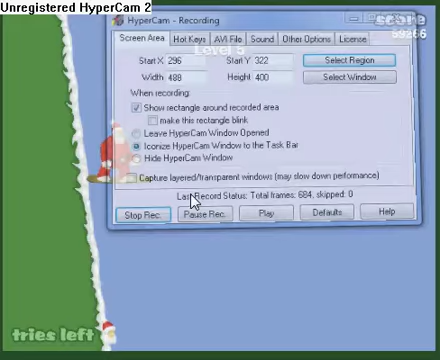 Unregistered HyperCam 2
HyperCam - Recording
score
59266
Screen Area Hot Keys AVI File Sound Other Options License
Level 5
Start X 296 Start Y 322 Select Region
Width 488 Height 400 Select Window
When recording:
Show rectangle around recorded area
make this rectangle blink
Leave HyperCam Window Opened
Iconize HyperCam Window to the Task Bar
Hide HyperCam Window
Capture layered/transparent windows (may slow down performance)
Last Record Status: Total frames: 684, skipped: 0
Stop Rec. Pause Rec. Play Defaults Help
tries left